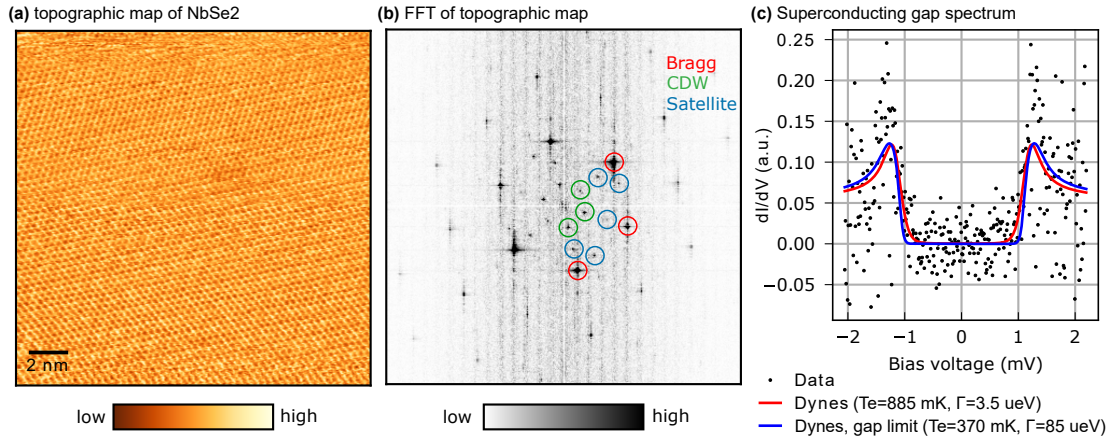 (a) topographic map of NbSe2
2 nm
low high
(b) FFT of topographic map
Bragg
CDW
Satellite
low high
(c) Superconducting gap spectrum
dI/dV (a.u.)
0.25
0.20
0.15
0.10
0.05
0.00
−0.05
−2 −1 0 1 2
Bias voltage (mV)
Data
Dynes (Te=885 mK, Γ=3.5 ueV)
Dynes, gap limit (Te=370 mK, Γ=85 ueV)